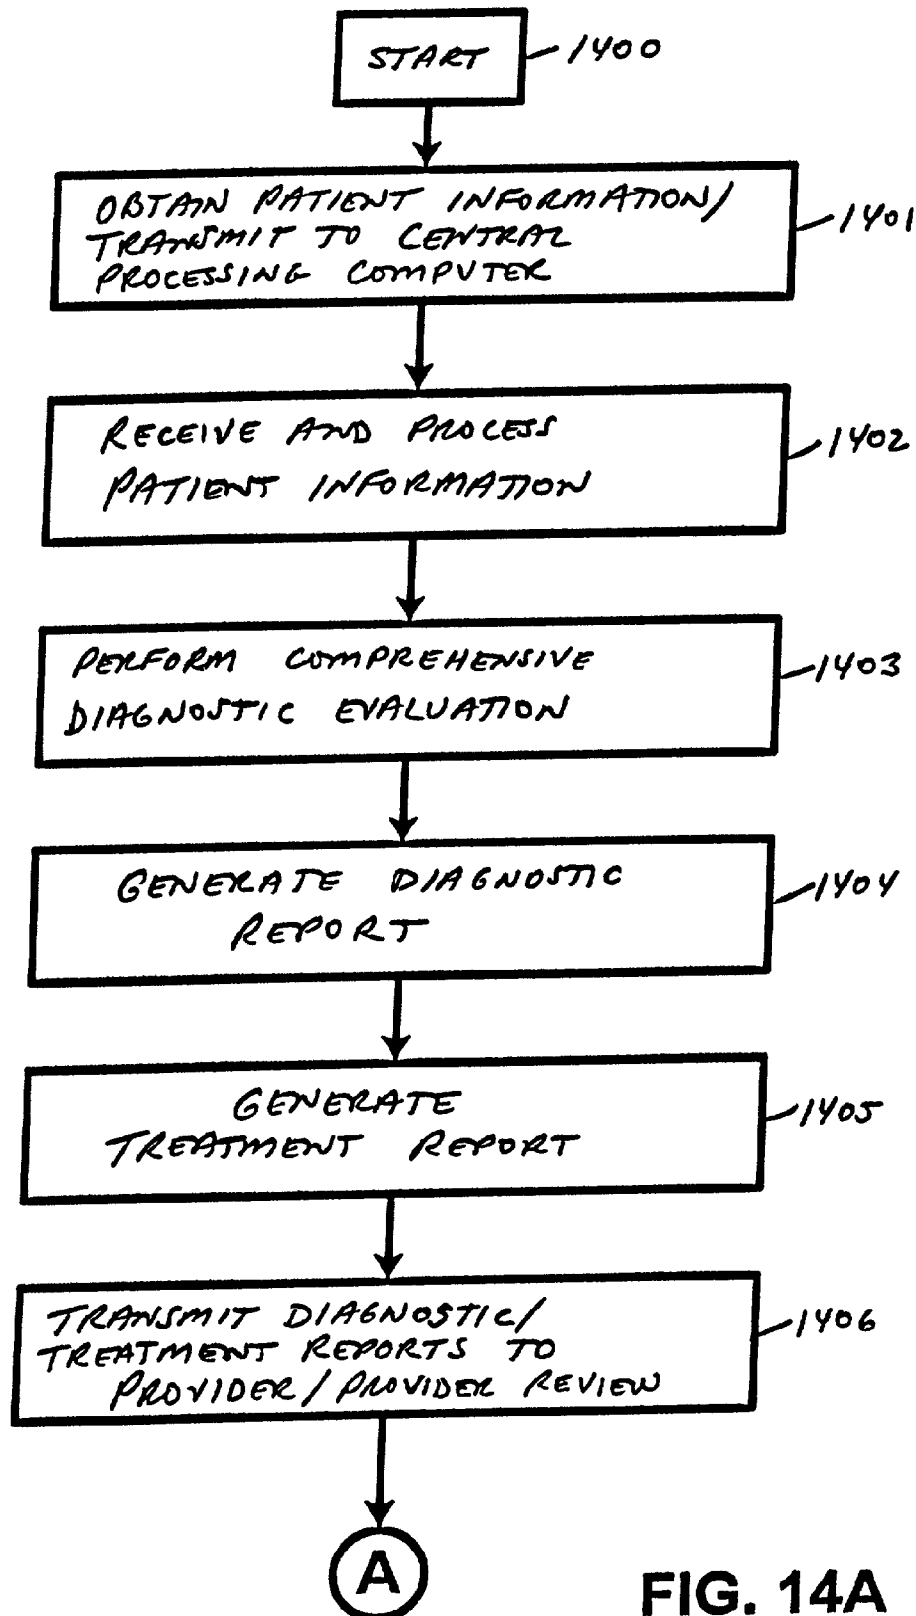 START
1400
OBTAIN PATIENT INFORMATION/
TRANSMIT TO CENTRAL
PROCESSING COMPUTER
1401
RECEIVE AND PROCESS
PATIENT INFORMATION
1402
PERFORM COMPREHENSIVE
DIAGNOSTIC EVALUATION
1403
GENERATE DIAGNOSTIC
REPORT
1404
GENERATE
TREATMENT REPORT
1405
TRANSMIT DIAGNOSTIC/
TREATMENT REPORTS TO
PROVIDER/PROVIDER REVIEW
1406
A
FIG. 14A